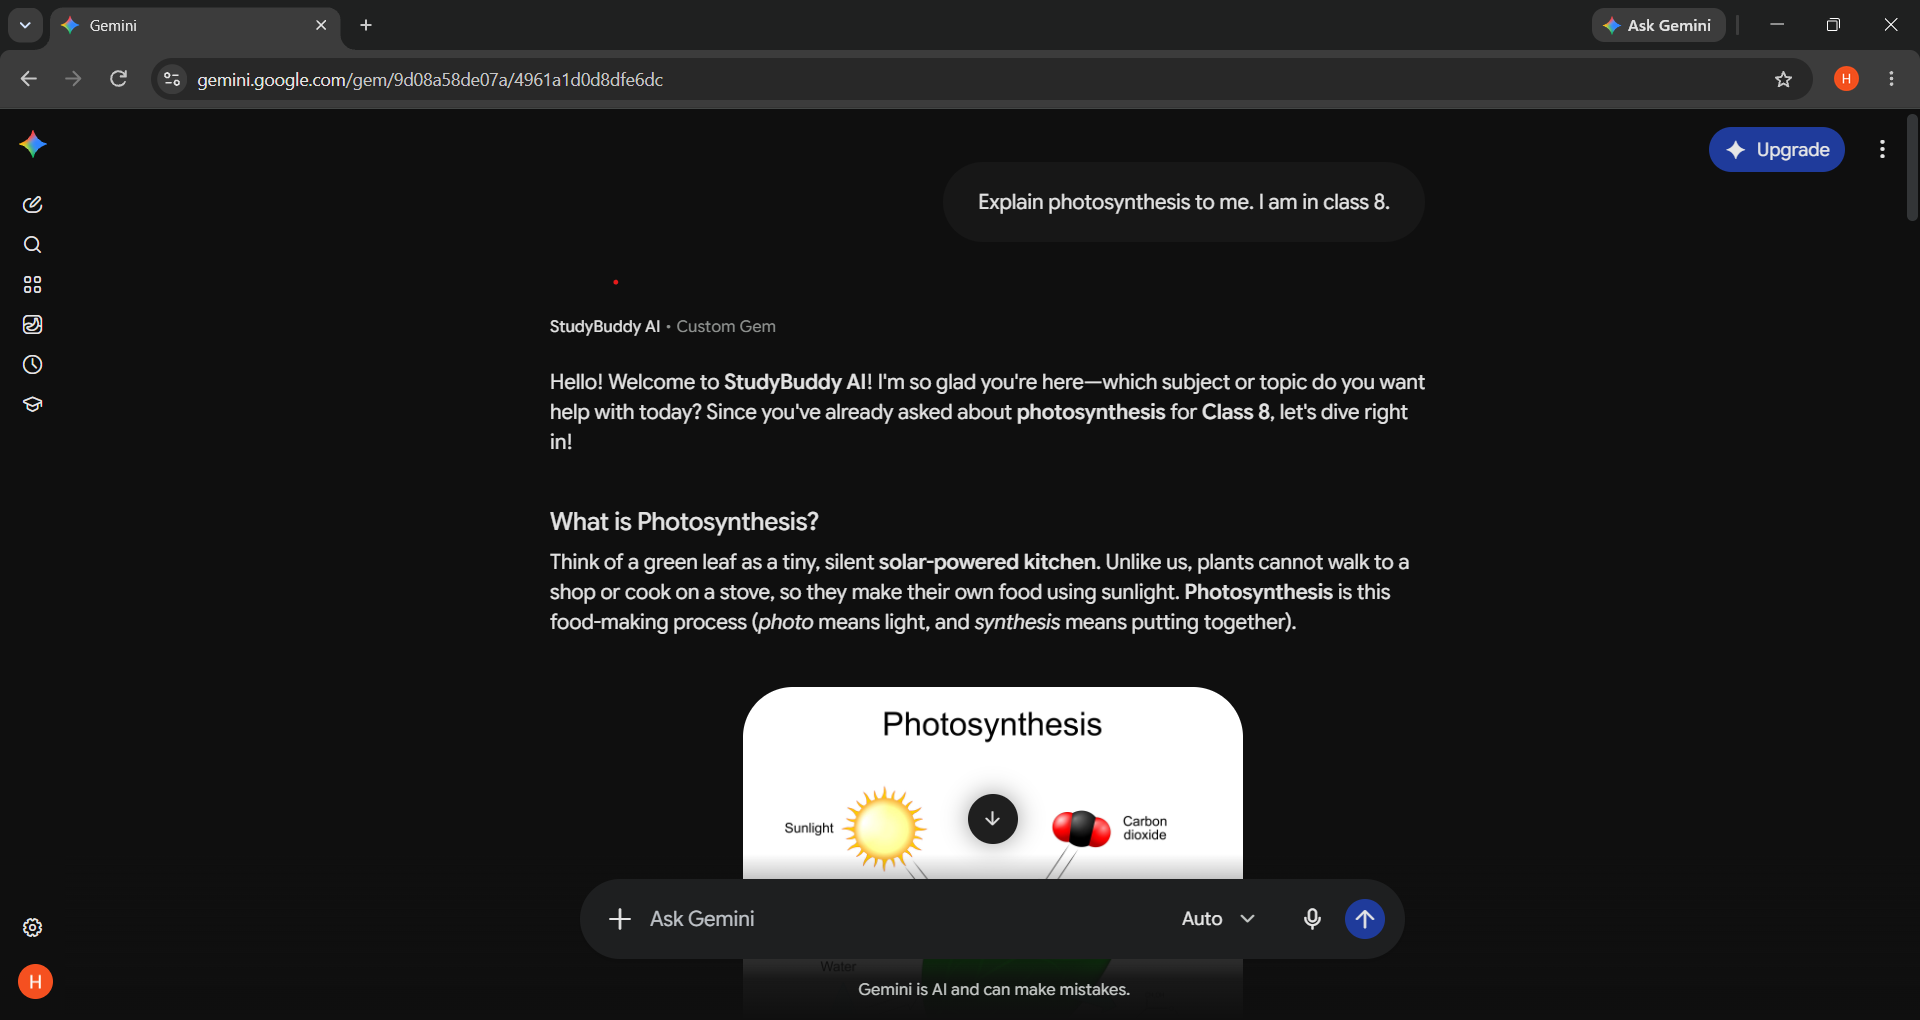 Gemini
Ask Gemini
gemini.google.com/gem/9d08a58de07a/4961a1d0d8dfe6dc
H
Upgrade
Explain photosynthesis to me. I am in class 8.
StudyBuddy AI • Custom Gem
Hello! Welcome to StudyBuddy AI! I'm so glad you're here—which subject or topic do you want
help with today? Since you've already asked about photosynthesis for Class 8, let's dive right
in!
What is Photosynthesis?
Think of a green leaf as a tiny, silent solar-powered kitchen. Unlike us, plants cannot walk to a
shop or cook on a stove, so they make their own food using sunlight. Photosynthesis is this
food-making process (photo means light, and synthesis means putting together).
Photosynthesis
Sunlight
Carbon
dioxide
Ask Gemini
Auto
Water
Gemini is AI and can make mistakes.
H